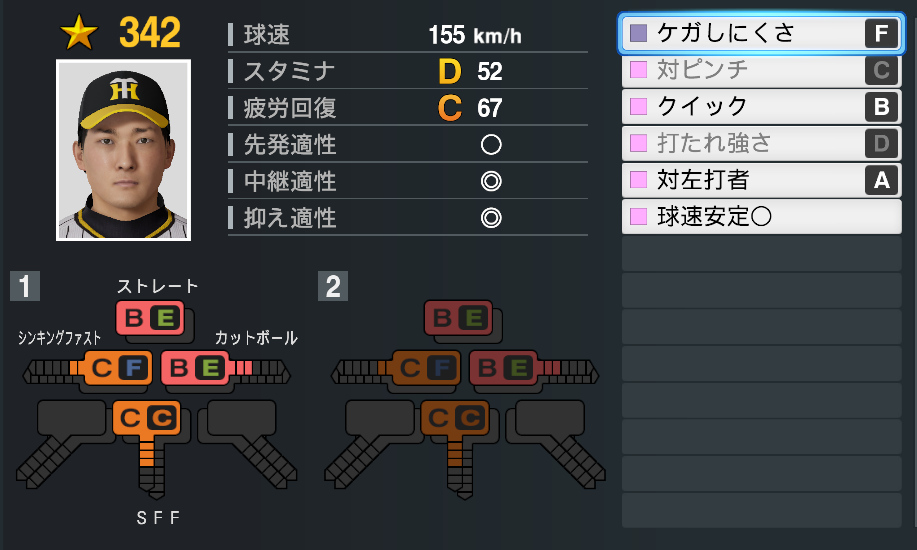 342
球速 155 km/h
スタミナ D 52
疲労回復 C 67
先発適性 ○
中継適性 ◎
抑え適性 ◎
ケガしにくさ F
対ピンチ C
クイック B
打たれ強さ D
対左打者 A
球速安定○
HT
1
ストレート
B E
シンキングファスト
カットボール
C F B E
C C
SFF
2
B E
C F B E
C C